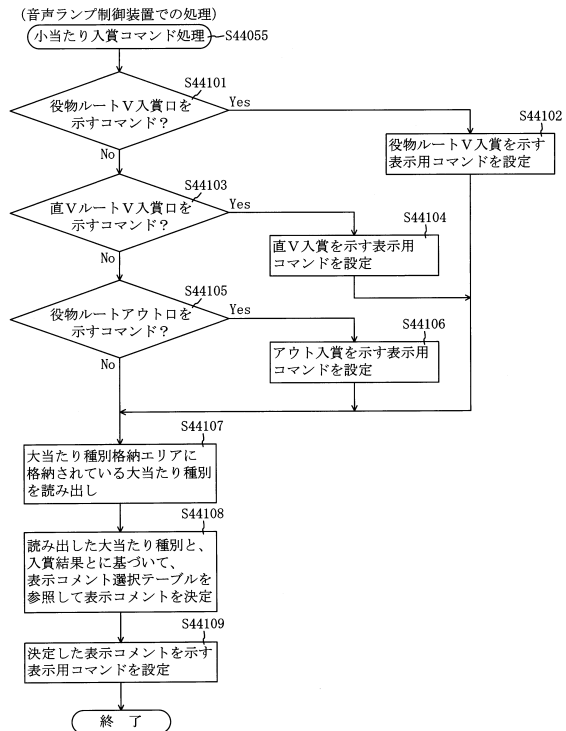 (音声ランプ制御装置での処理)
小当たり入賞コマンド処理
S44055
S44101
役物ルートV入賞口を
示すコマンド?
Yes
No
S44102
役物ルートV入賞を示す
表示用コマンドを設定
S44103
直Vルート入賞口を
示すコマンド?
Yes
No
S44104
直V入賞を示す表示用
コマンドを設定
S44105
役物ルートアウト口を
示すコマンド?
Yes
No
S44106
アウト入賞を示す表示用
コマンドを設定
S44107
大当たり種別格納エリアに
格納されている大当たり種別
を読み出し
S44108
読み出した大当たり種別と、
入賞結果とに基づいて、
表示コメント選択テーブルを
参照して表示コメントを決定
S44109
決定した表示コメントを示す
表示用コマンドを設定
終 了